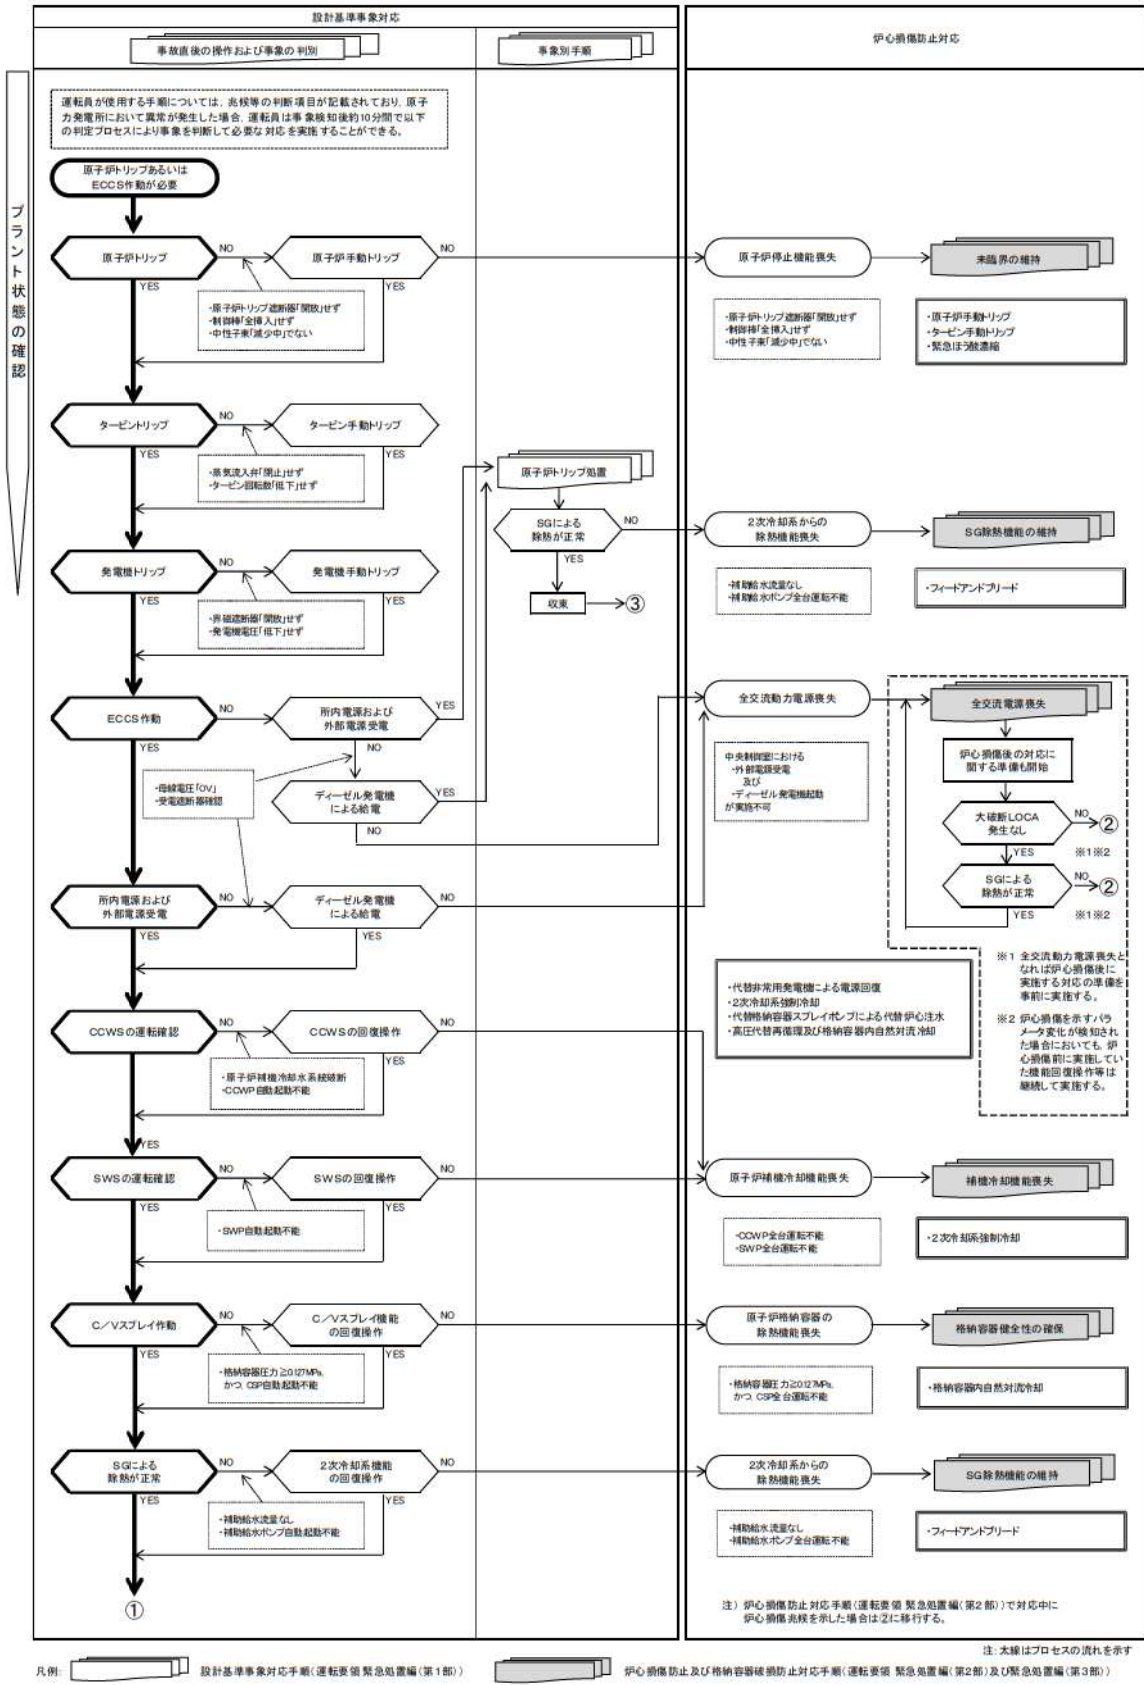 設計基準事象対応
事故直後の操作および事象の判別
事象別手順
炉心損傷防止対応
プラント状態の確認
運転員が使用する手順については、兆候等の判断項目が記載されており、原子
力発電所において異常が発生した場合、運転員は事象検知後約10分間で以下
の判定プロセスにより事象を判断して必要な対応を実施することができる。
原子炉トリップあるいは
ECCS作動が必要
原子炉トリップ
NO
原子炉手動トリップ
NO
原子炉停止機能喪失
未臨界の維持
YES
YES
・原子炉トリップ遮断器「開放」せず
・制御棒「全挿入」せず
・中性子束「減少中」でない
・原子炉トリップ遮断器「開放」せず
・制御棒「全挿入」せず
・中性子束「減少中」でない
・原子炉手動トリップ
・タービン手動トリップ
・緊急ほう酸濃縮
タービントリップ
NO
タービン手動トリップ
YES
YES
・蒸気流入弁「閉止」せず
・タービン回転数「低下」せず
原子炉トリップ処置
SGによる
除熱が正常
NO
2次冷却系からの
除熱機能喪失
SG除熱機能の維持
YES
収束
③
・補助給水流量なし
・補助給水ポンプ全台運転不能
・フィードアンドブリード
発電機トリップ
NO
発電機手動トリップ
YES
YES
・界磁遮断器「開放」せず
・発電機電圧「低下」せず
ECCS作動
NO
所内電源および
外部電源受電
YES
YES
NO
・母線電圧「0V」
・受電遮断器確認
ディーゼル発電機
による給電
YES
NO
全交流動力電源喪失
全交流電源喪失
中央制御室における
・外部電源受電
及び
・ディーゼル発電機起動
が実施不可
炉心損傷後の対応に
関する準備も開始
大破断LOCA
発生なし
NO
②
YES
※1※2
SGによる
除熱が正常
NO
②
YES
※1※2
所内電源および
外部電源受電
NO
ディーゼル発電機
による給電
NO
YES
YES
※1 全交流動力電源喪失と
なれば炉心損傷後に
実施する対応の準備を
事前に実施する。
※2 炉心損傷を示すパラ
メータ変化が検知され
た場合においても、炉
心損傷前に実施してい
た機能回復操作等は
継続して実施する。
・代替非常用発電機による電源回復
・2次冷却系強制冷却
・代替格納容器スプレイポンプによる代替炉心注水
・高圧代替再循環及び格納容器内自然対流冷却
CCWSの運転確認
NO
CCWSの回復操作
NO
YES
・原子炉補機冷却水系統破断
・CCWP自動起動不能
YES
SWSの運転確認
NO
SWSの回復操作
NO
原子炉補機冷却機能喪失
補機冷却機能喪失
YES
YES
・SWP自動起動不能
・CCWP全台運転不能
・SWP全台運転不能
・2次冷却系強制冷却
C／Vスプレイ作動
NO
C／Vスプレイ機能
の回復操作
NO
原子炉格納容器の
除熱機能喪失
格納容器健全性の確保
YES
YES
・格納容器圧力≧0.127MPa、
かつ、CSP自動起動不能
・格納容器圧力≧0.127MPa、
かつ、CSP全台運転不能
・格納容器内自然対流冷却
SGによる
除熱が正常
NO
2次冷却系機能
の回復操作
NO
2次冷却系からの
除熱機能喪失
SG除熱機能の維持
YES
YES
・補助給水流量なし
・補助給水ポンプ自動起動不能
・補助給水流量なし
・補助給水ポンプ全台運転不能
・フィードアンドブリード
①
注） 炉心損傷防止対応手順（運転要領 緊急処置編（第2部））で対応中に
炉心損傷兆候を示した場合は②に移行する。
注：太線はプロセスの流れを示す
凡例：
設計基準事象対応手順（運転要領 緊急処置編（第1部））
炉心損傷防止及び格納容器破損防止対応手順（運転要領 緊急処置編（第2部）及び緊急処置編（第3部））